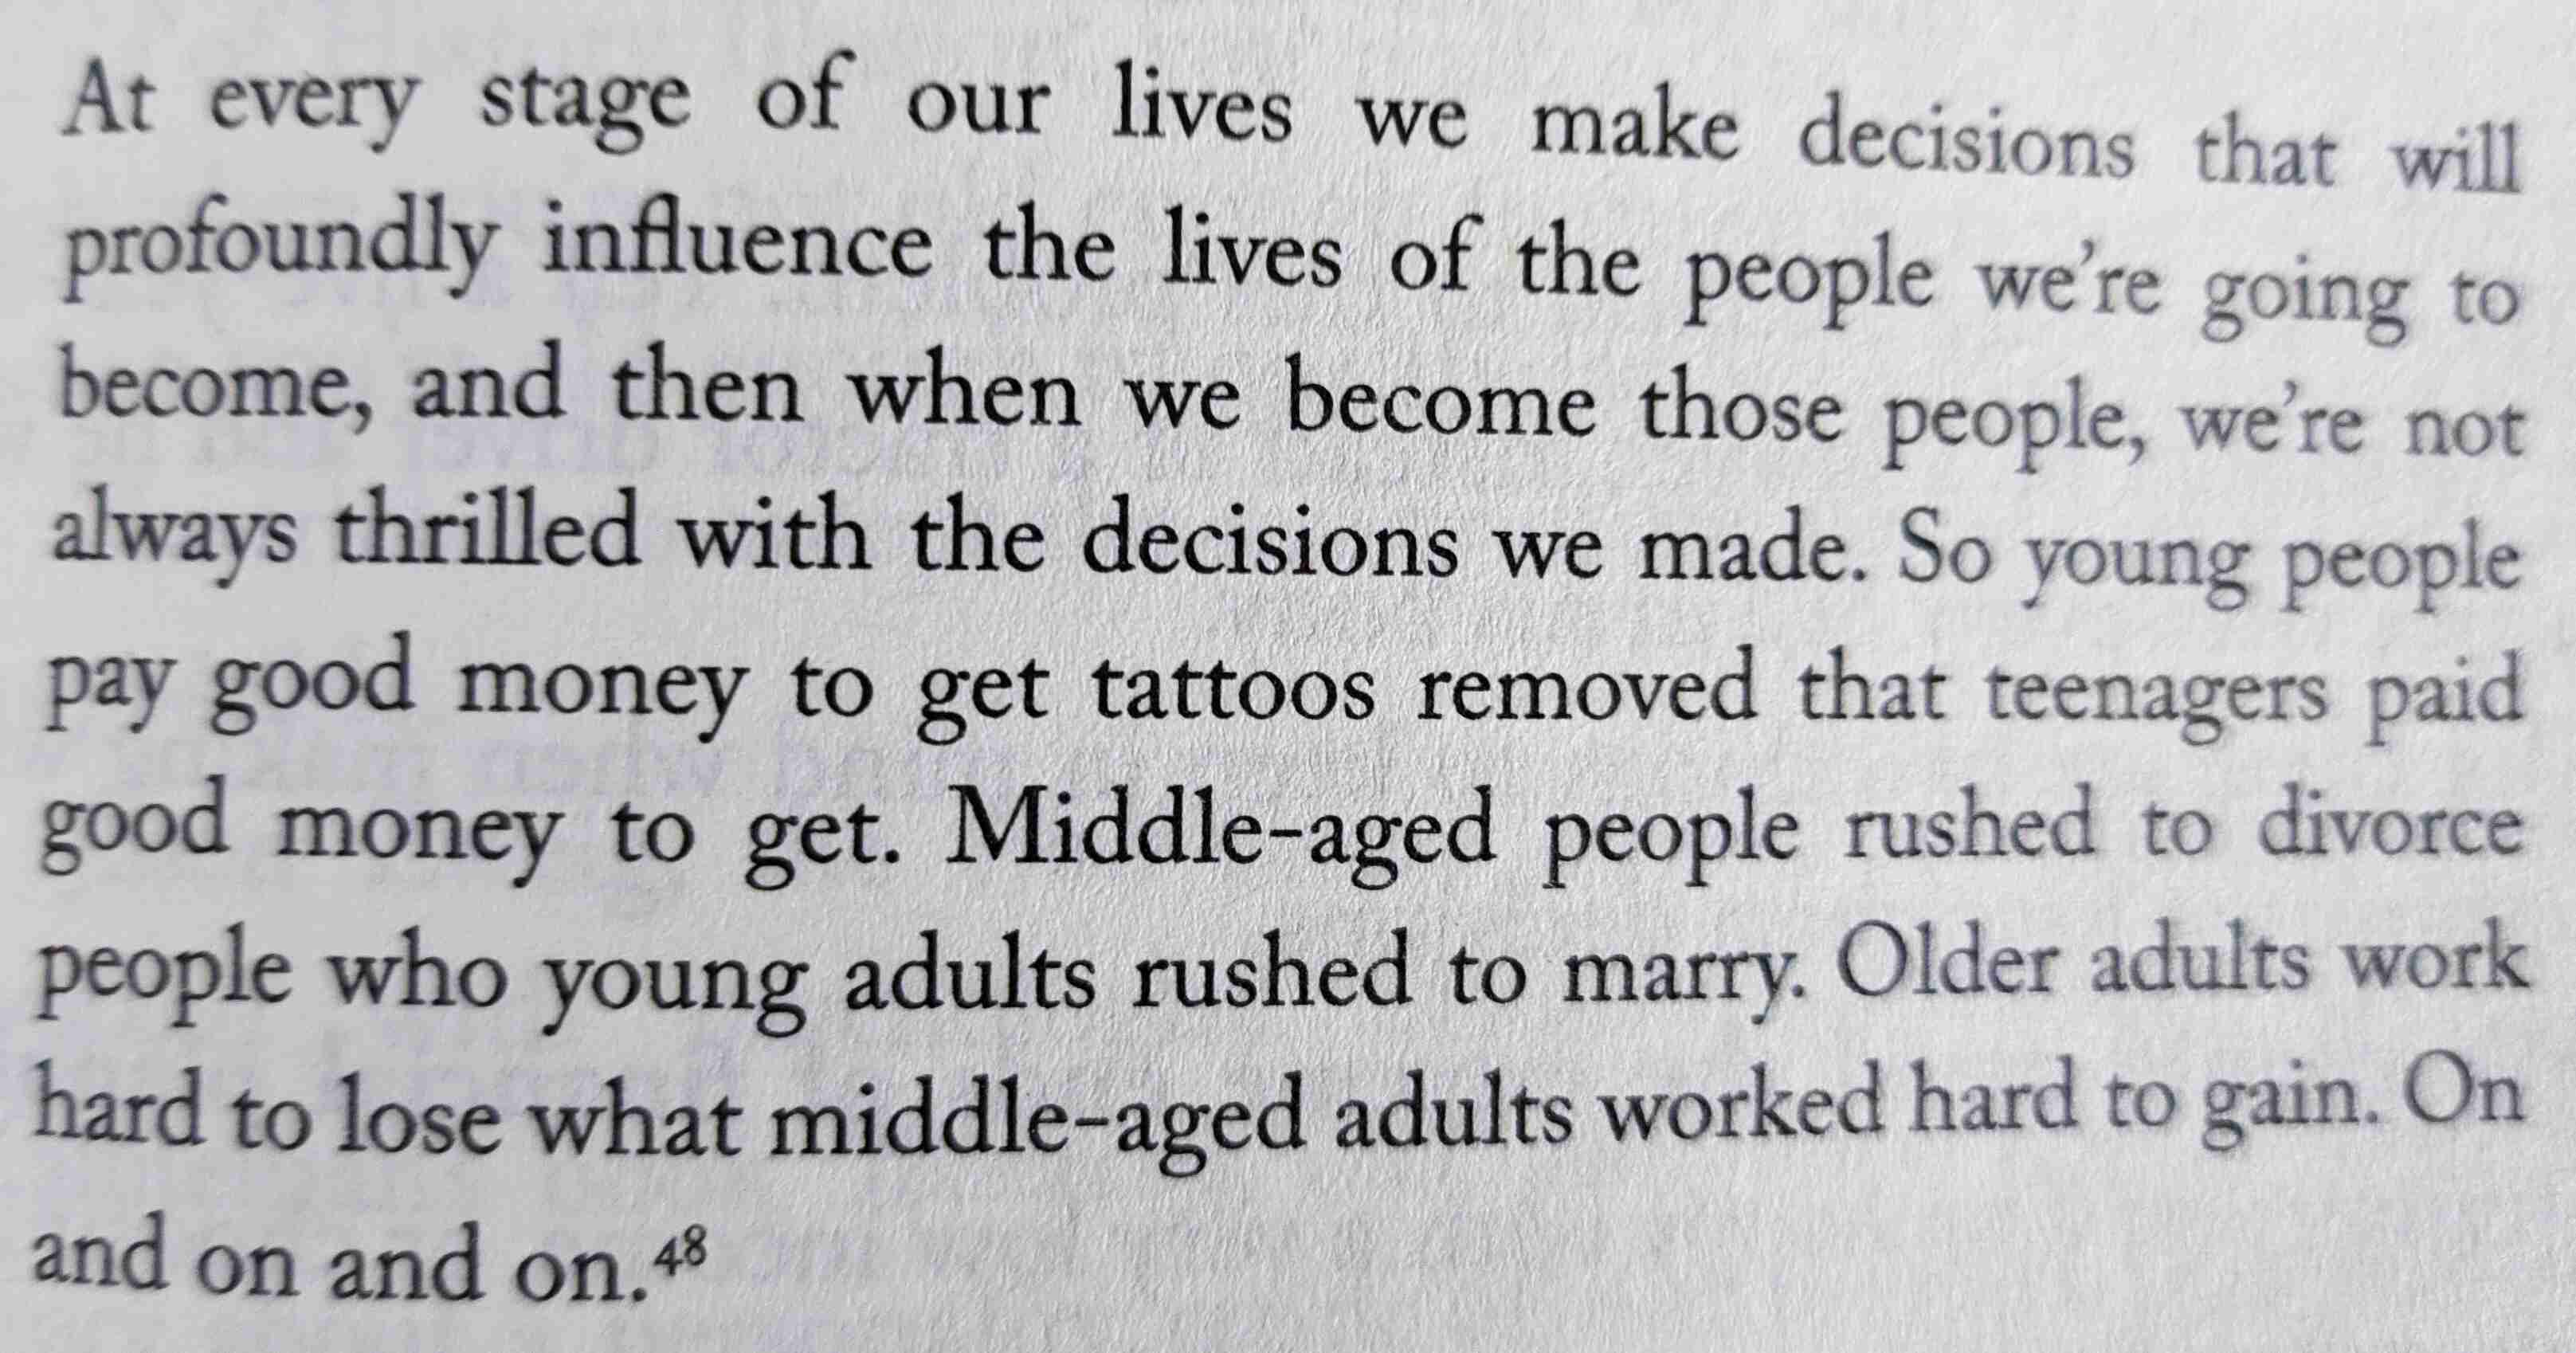 At every stage of our lives we make decisions that will
profoundly influence the lives of the people we're going to
become, and then when we become those people, we're not
always thrilled with the decisions we made. So young people
pay good money to get tattoos removed that teenagers paid
good money to get. Middle-aged people rushed to divorce
people who young adults rushed to marry. Older adults work
hard to lose what middle-aged adults worked hard to gain. On
and on and on.⁴⁸